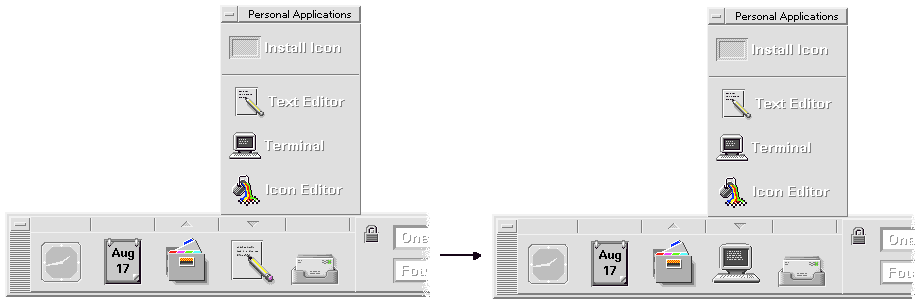 Personal Applications
Install Icon
Text Editor
Terminal
Icon Editor
Aug
17
One
Fou
Personal Applications
Install Icon
Text Editor
Terminal
Icon Editor
Aug
17
One
Fou